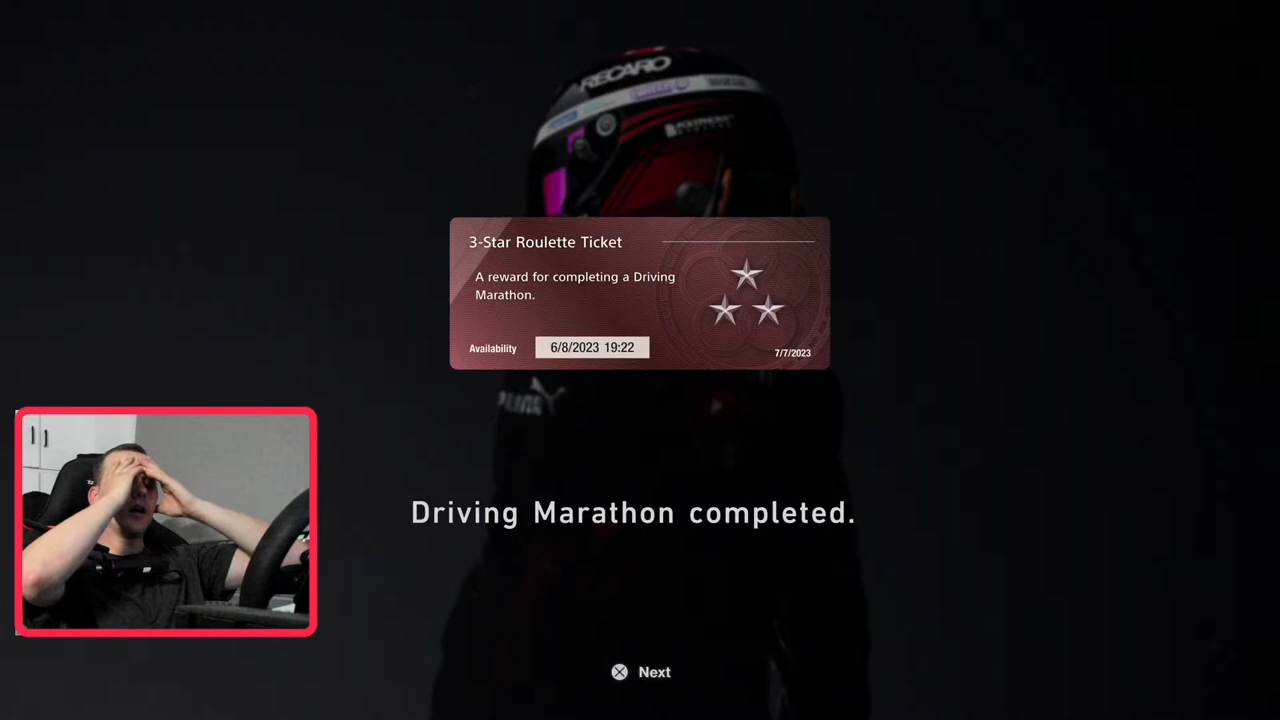 RECARO
3-Star Roulette Ticket
A reward for completing a Driving
Marathon.
Availability
6/8/2023 19:22
7/7/2023
PUMA
Driving Marathon completed.
Next